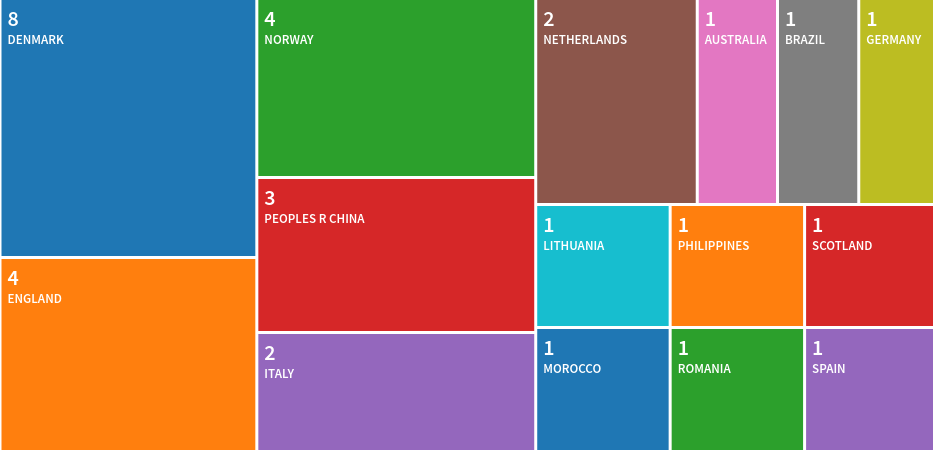 8
DENMARK
4
ENGLAND
4
NORWAY
3
PEOPLES R CHINA
2
ITALY
2
NETHERLANDS
1
AUSTRALIA
1
BRAZIL
1
GERMANY
1
LITHUANIA
1
PHILIPPINES
1
SCOTLAND
1
MOROCCO
1
ROMANIA
1
SPAIN